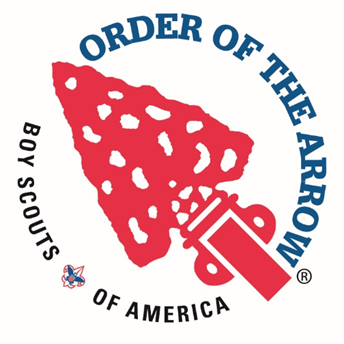 ORDER OF THE ARROW
BOY SCOUTS OF AMERICA
®